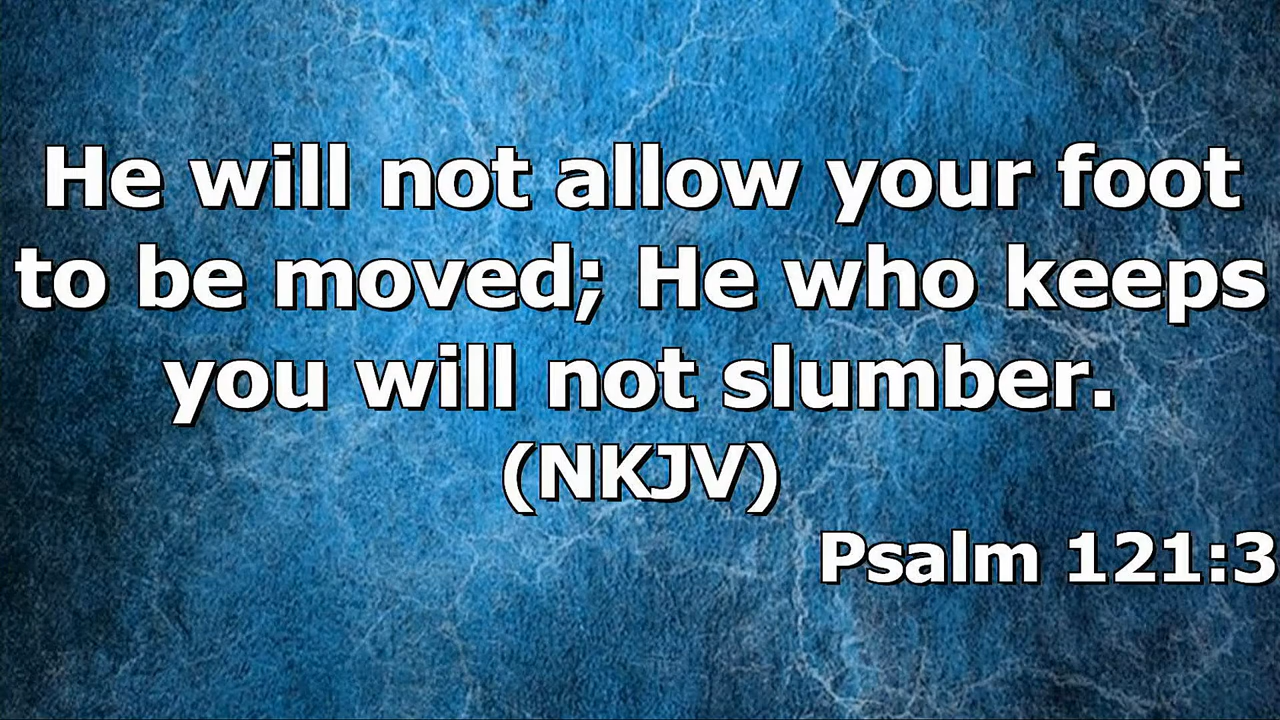 He will not allow your foot
to be moved; He who keeps
you will not slumber.
(NKJV)
Psalm 121:3